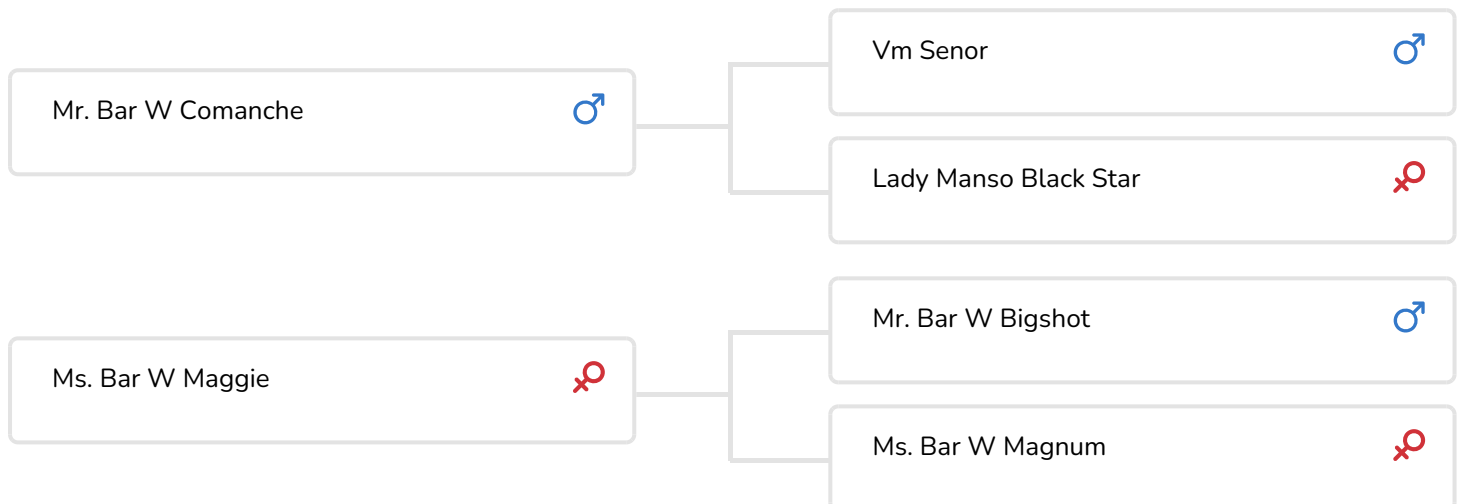 Vm Senor
Mr. Bar W Comanche
Lady Manso Black Star
Mr. Bar W Bigshot
Ms. Bar W Maggie
Ms. Bar W Magnum